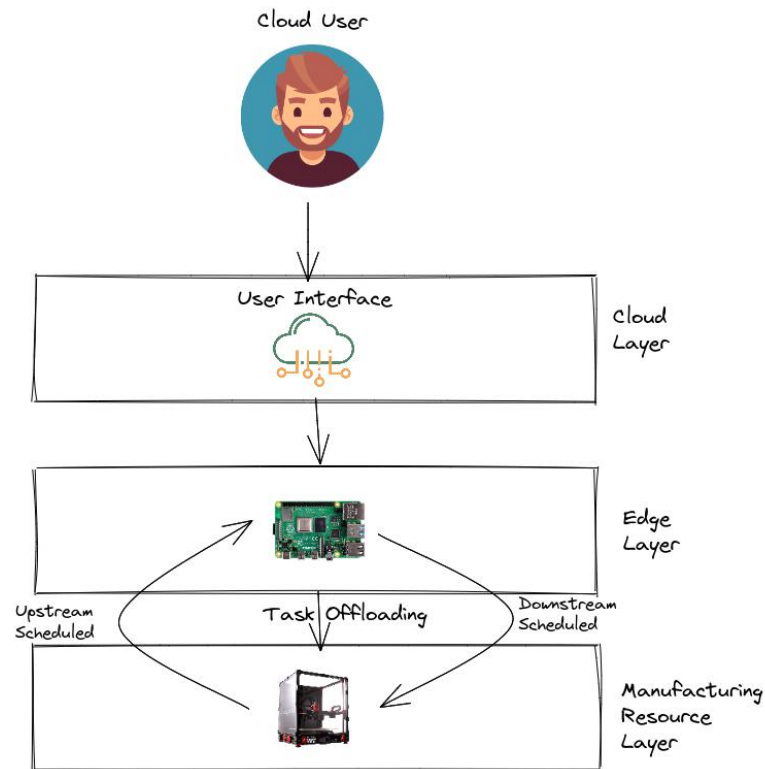 Cloud User
User Interface
Cloud
Layer
Edge
Layer
Upstream
Scheduled
Task Offloading
Downstream
Scheduled
Manufacturing
Resource
Layer